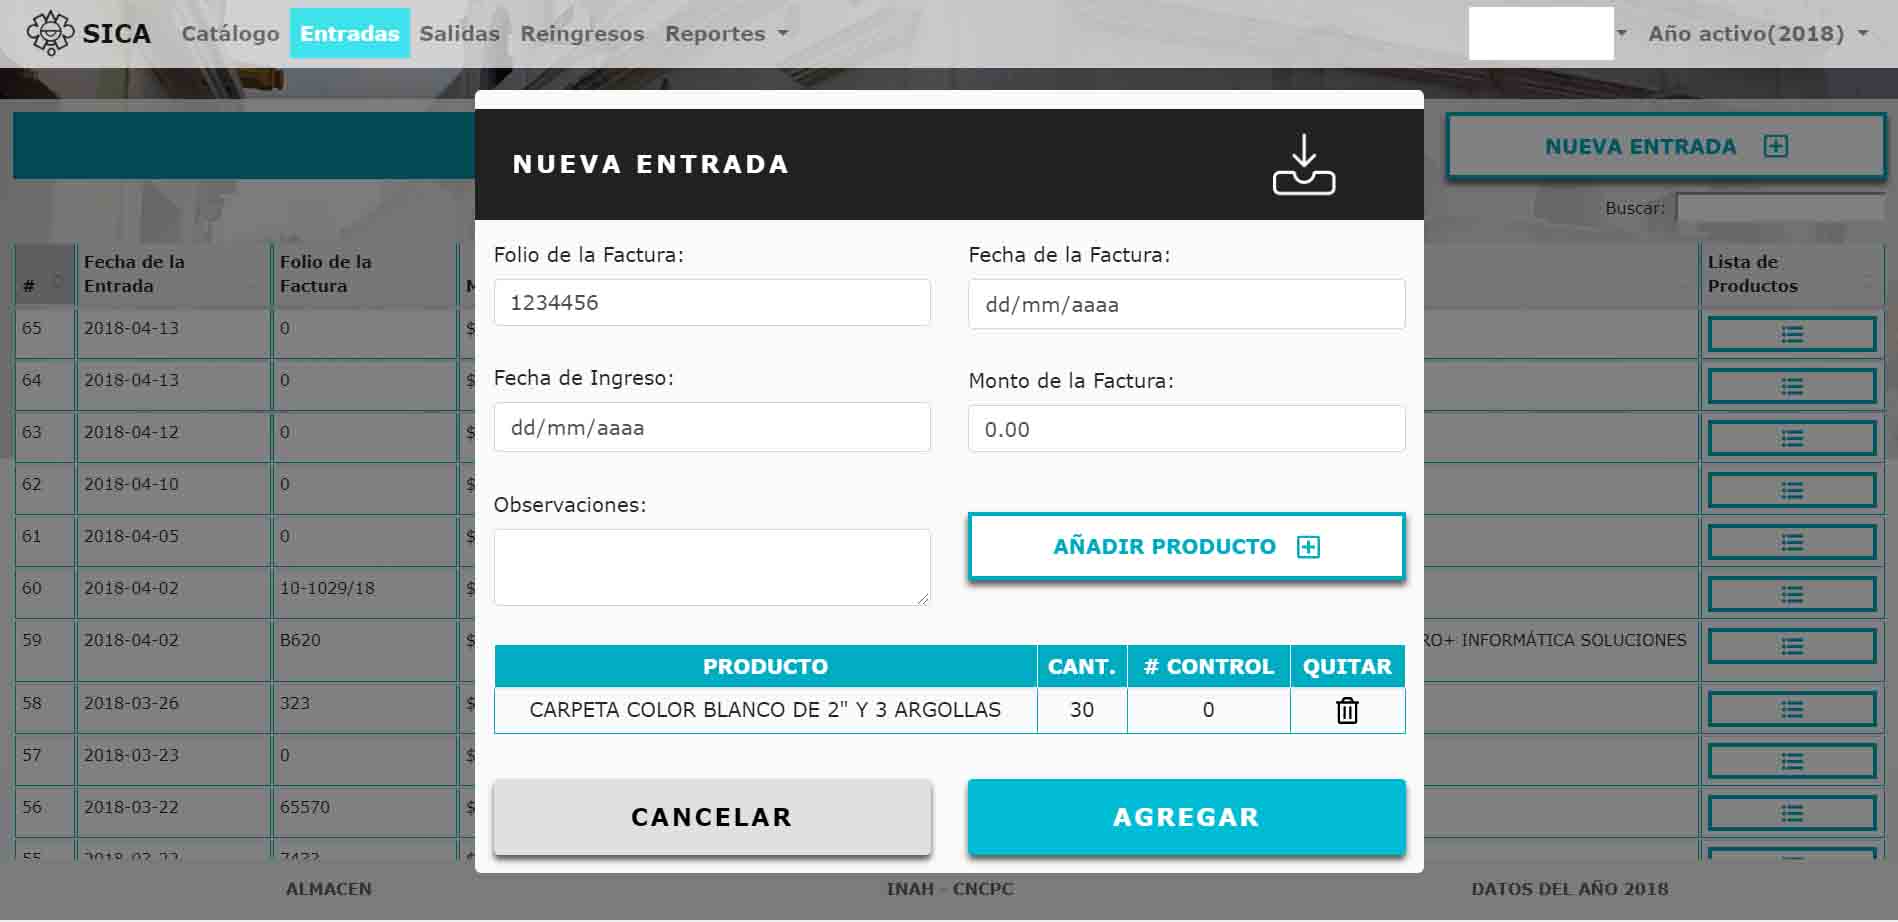 SICA Catálogo Entradas Salidas Reingresos Reportes Año activo(2018)
NUEVA ENTRADA
NUEVA ENTRADA
Buscar:
# Fecha de la Entrada Folio de la Factura Lista de Productos
65 2018-04-13 0 $
64 2018-04-13 0 $
63 2018-04-12 0 $
62 2018-04-10 0 $
61 2018-04-05 0 $
60 2018-04-02 10-1029/18 $
59 2018-04-02 B620 $ RO+ INFORMÁTICA SOLUCIONES
58 2018-03-26 323 $
57 2018-03-23 0 $
56 2018-03-22 65570 $
Folio de la Factura:
1234456
Fecha de la Factura:
dd/mm/aaaa
Fecha de Ingreso:
dd/mm/aaaa
Monto de la Factura:
0.00
Observaciones:
AÑADIR PRODUCTO
PRODUCTO CANT. # CONTROL QUITAR
CARPETA COLOR BLANCO DE 2" Y 3 ARGOLLAS 30 0
CANCELAR
AGREGAR
ALMACEN INAH - CNCPC DATOS DEL AÑO 2018